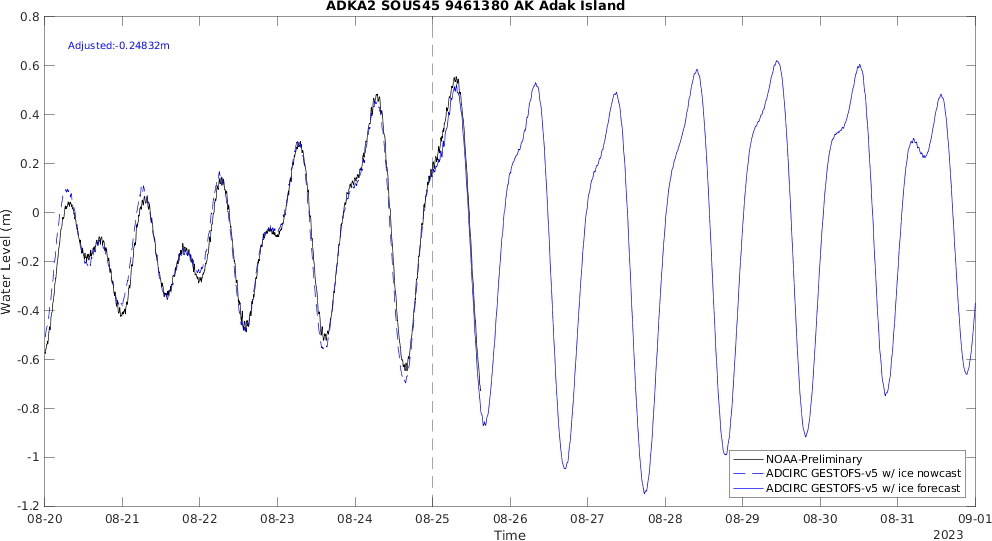 ADKA2 SOUS45 9461380 AK Adak Island
Adjusted:-0.24832m
Water Level (m)
0.8
0.6
0.4
0.2
0
-0.2
-0.4
-0.6
-0.8
-1
-1.2
NOAA-Preliminary
ADCIRC GESTOFS-v5 w/ ice nowcast
ADCIRC GESTOFS-v5 w/ ice forecast
08-20 08-21 08-22 08-23 08-24 08-25 08-26 08-27 08-28 08-29 08-30 08-31 09-01
Time
2023